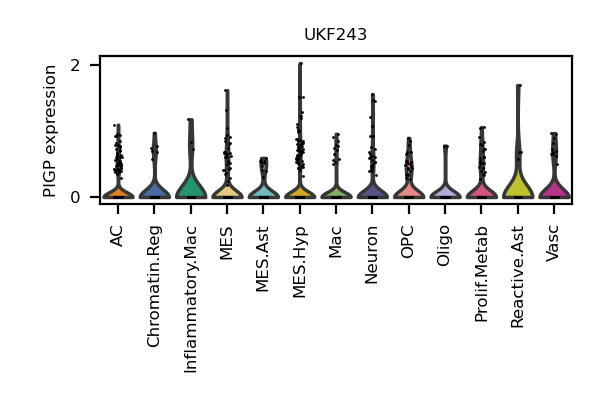 UKF243
PIGP expression
2
0
AC
Chromatin.Reg
Inflammatory.Mac
MES
MES.Ast
MES.Hyp
Mac
Neuron
OPC
Oligo
Prolif.Metab
Reactive.Ast
Vasc